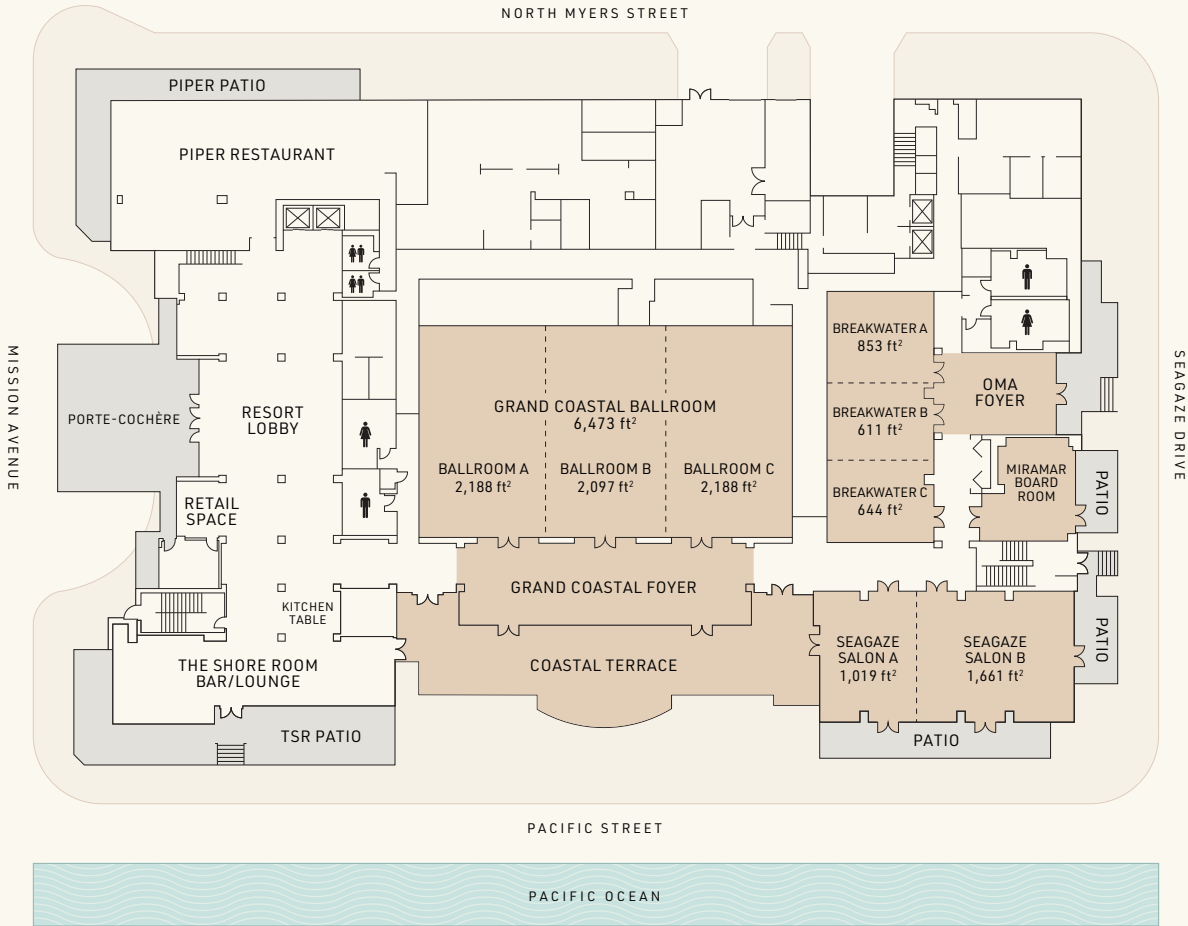 NORTH MYERS STREET
PIPER PATIO
PIPER RESTAURANT
MISSION AVENUE
SEAGAZE DRIVE
PORTE-COCHÈRE
RESORT
LOBBY
RETAIL
SPACE
KITCHEN
TABLE
THE SHORE ROOM
BAR/LOUNGE
TSR PATIO
GRAND COASTAL BALLROOM
6,473 ft²
BALLROOM A
2,188 ft²
BALLROOM B
2,097 ft²
BALLROOM C
2,188 ft²
GRAND COASTAL FOYER
COASTAL TERRACE
BREAKWATER A
853 ft²
BREAKWATER B
611 ft²
BREAKWATER C
644 ft²
OMA
FOYER
MIRAMAR
BOARD
ROOM
PATIO
PATIO
SEAGAZE
SALON A
1,019 ft²
SEAGAZE
SALON B
1,661 ft²
PATIO
PACIFIC STREET
PACIFIC OCEAN